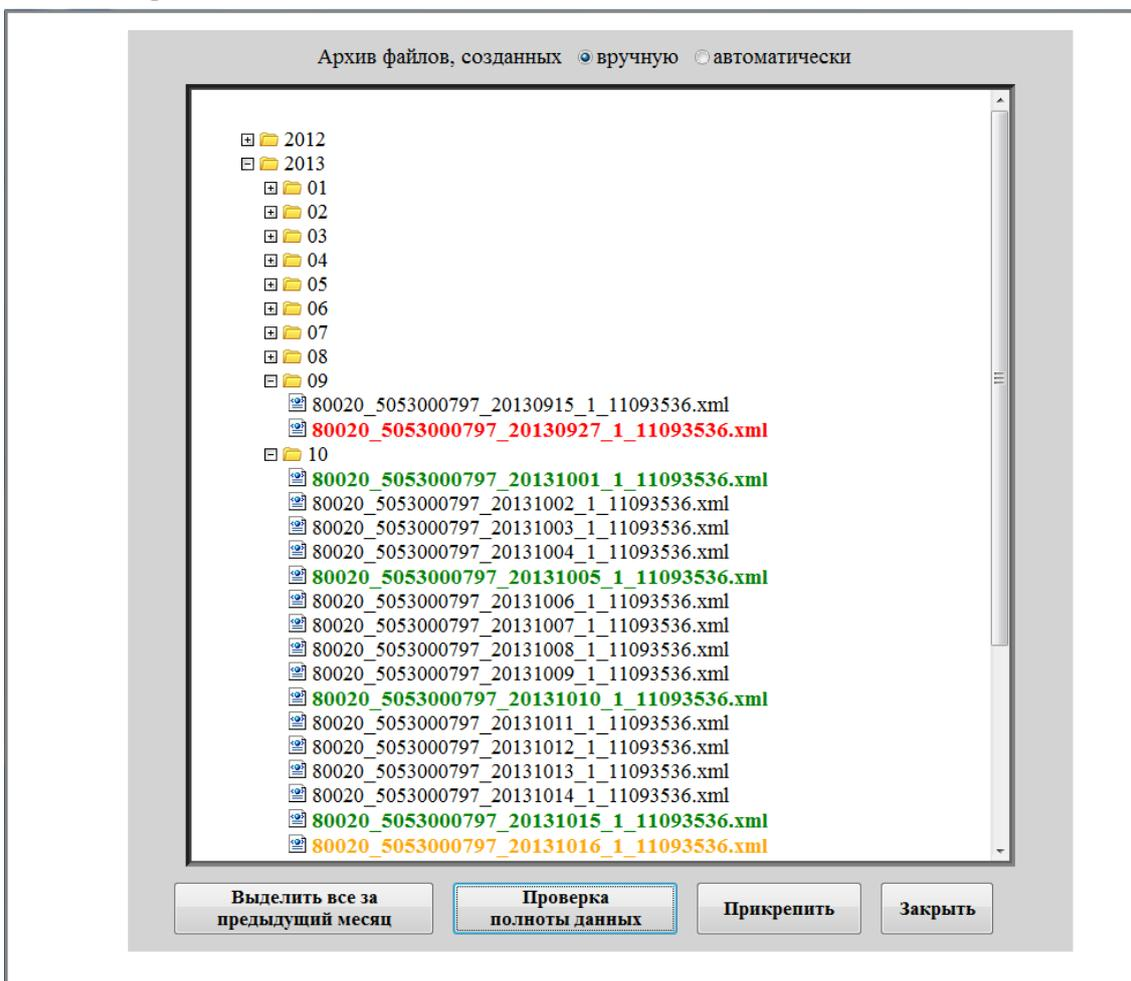 Архив файлов, созданных вручную автоматически
2012
2013
01
02
03
04
05
06
07
08
09
80020_5053000797_20130915_1_11093536.xml
80020_5053000797_20130927_1_11093536.xml
10
80020_5053000797_20131001_1_11093536.xml
80020_5053000797_20131002_1_11093536.xml
80020_5053000797_20131003_1_11093536.xml
80020_5053000797_20131004_1_11093536.xml
80020_5053000797_20131005_1_11093536.xml
80020_5053000797_20131006_1_11093536.xml
80020_5053000797_20131007_1_11093536.xml
80020_5053000797_20131008_1_11093536.xml
80020_5053000797_20131009_1_11093536.xml
80020_5053000797_20131010_1_11093536.xml
80020_5053000797_20131011_1_11093536.xml
80020_5053000797_20131012_1_11093536.xml
80020_5053000797_20131013_1_11093536.xml
80020_5053000797_20131014_1_11093536.xml
80020_5053000797_20131015_1_11093536.xml
80020_5053000797_20131016_1_11093536.xml
Выделить все за
предыдущий месяц
Проверка
полноты данных
Прикрепить
Закрыть